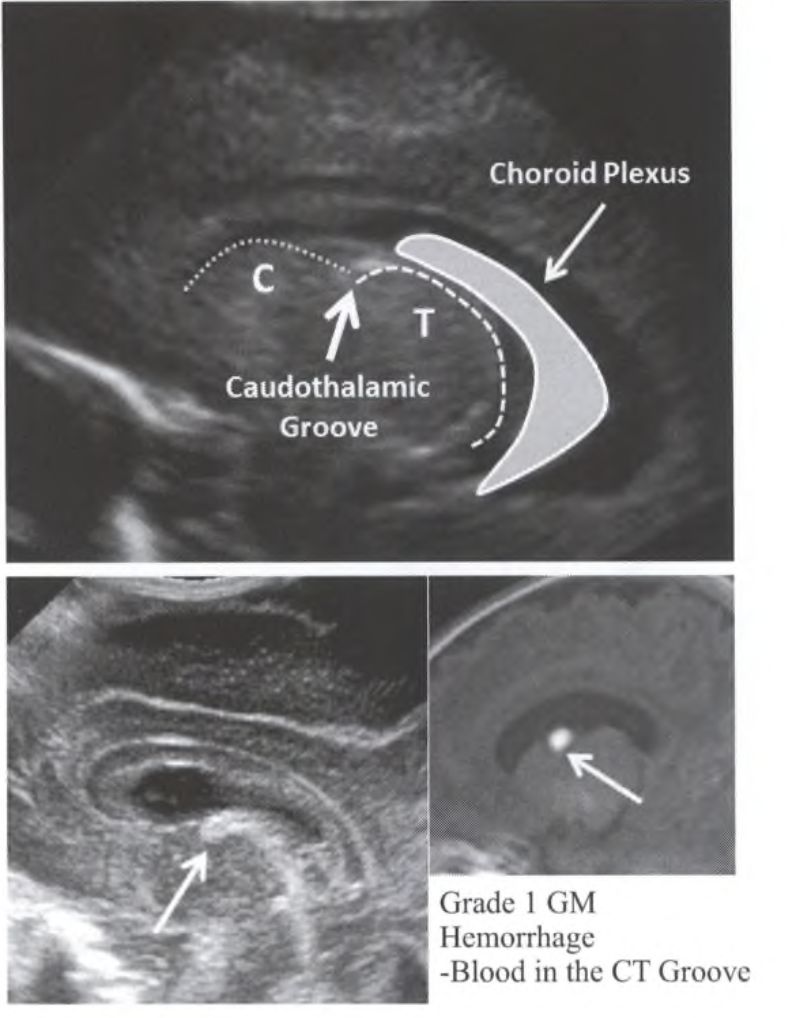 Choroid Plexus
C
T
Caudothalamic
Groove
Grade 1 GM
Hemorrhage
-Blood in the CT Groove